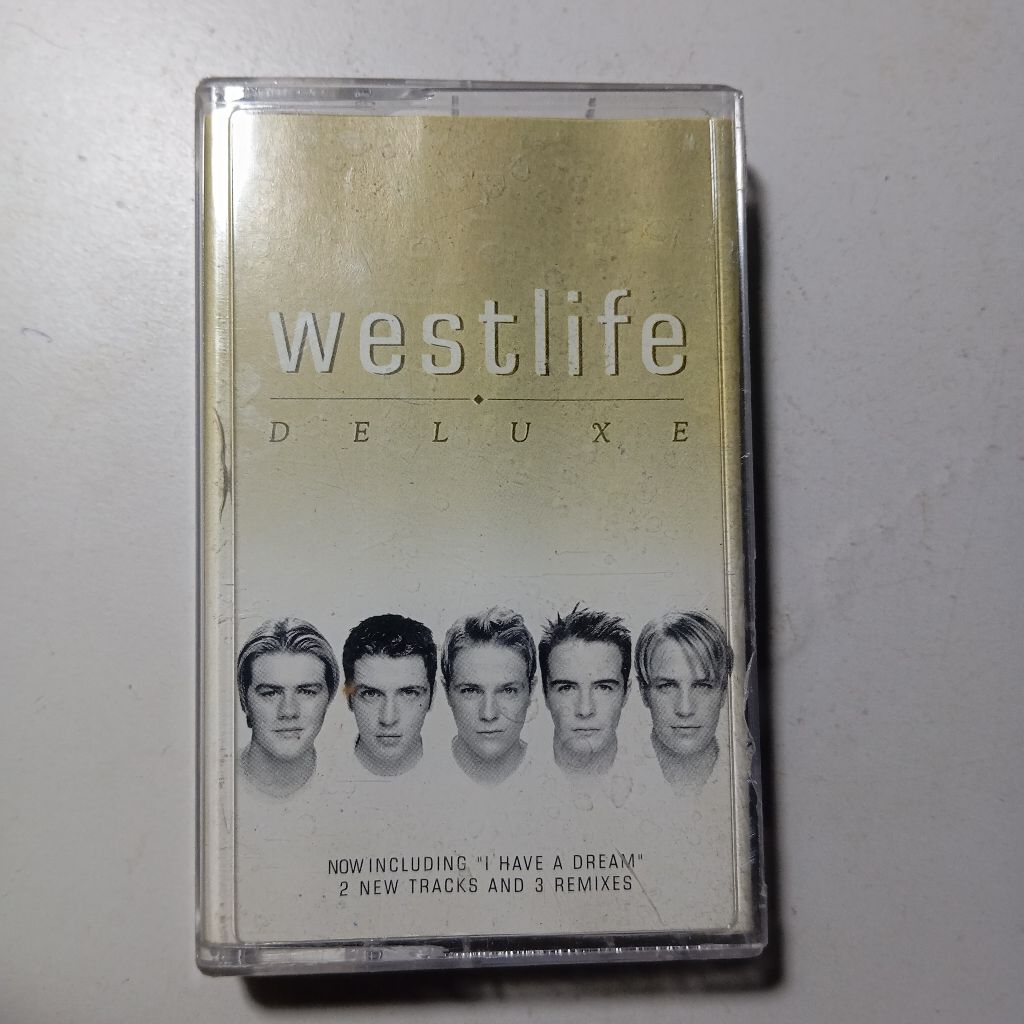 westlife
DELUXE
NOW INCLUDING "I HAVE A DREAM"
2 NEW TRACKS AND 3 REMIXES